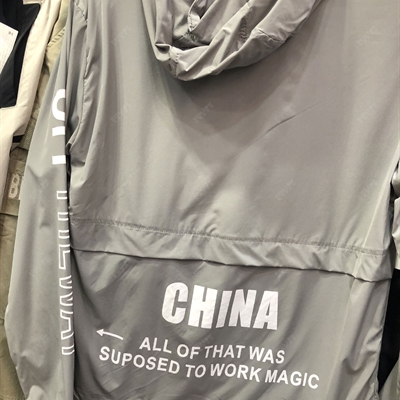 CHINA
ALL OF THAT WAS
SUPOSED TO WORK MAGIC